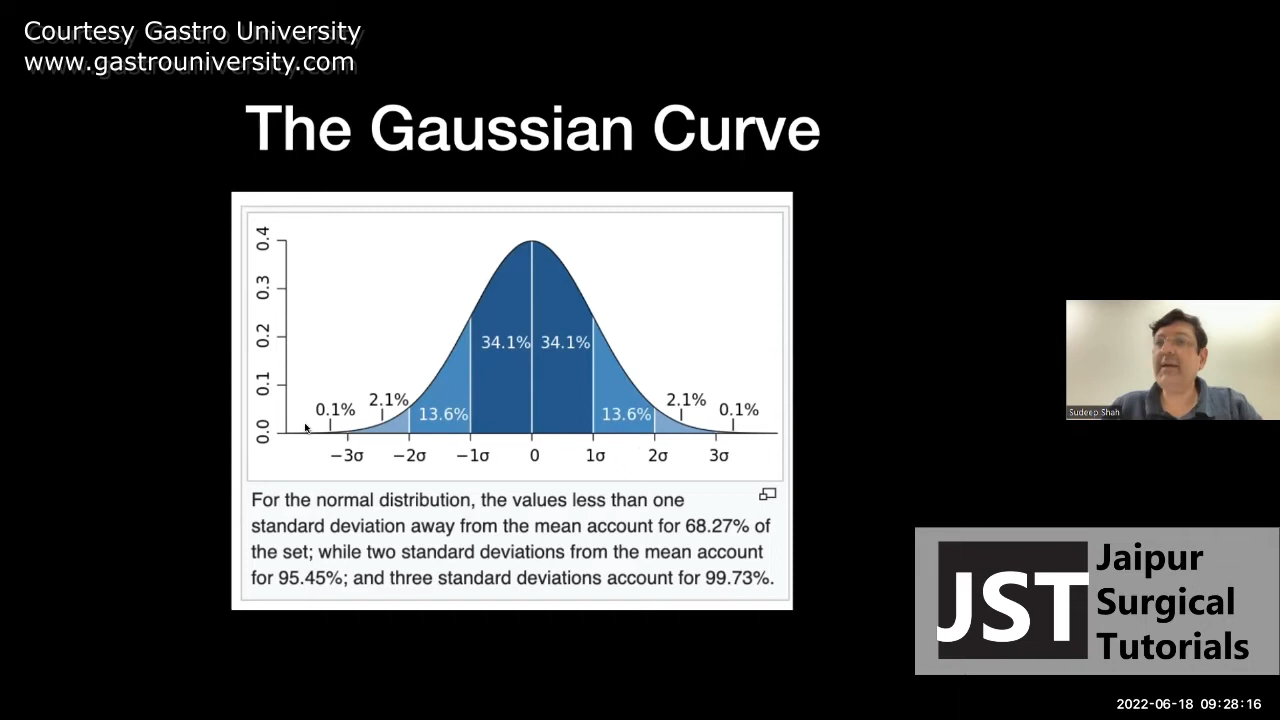 Courtesy Gastro University
www.gastrouniversity.com
The Gaussian Curve
0.4
0.3
0.2
0.1
0.0
34.1% 34.1%
0.1% 2.1% 13.6% 13.6% 2.1% 0.1%
−3σ −2σ −1σ 0 1σ 2σ 3σ
For the normal distribution, the values less than one
standard deviation away from the mean account for 68.27% of
the set; while two standard deviations from the mean account
for 95.45%; and three standard deviations account for 99.73%.
Sudeep Shah
JST
Jaipur
Surgical
Tutorials
2022-06-18 09:28:16